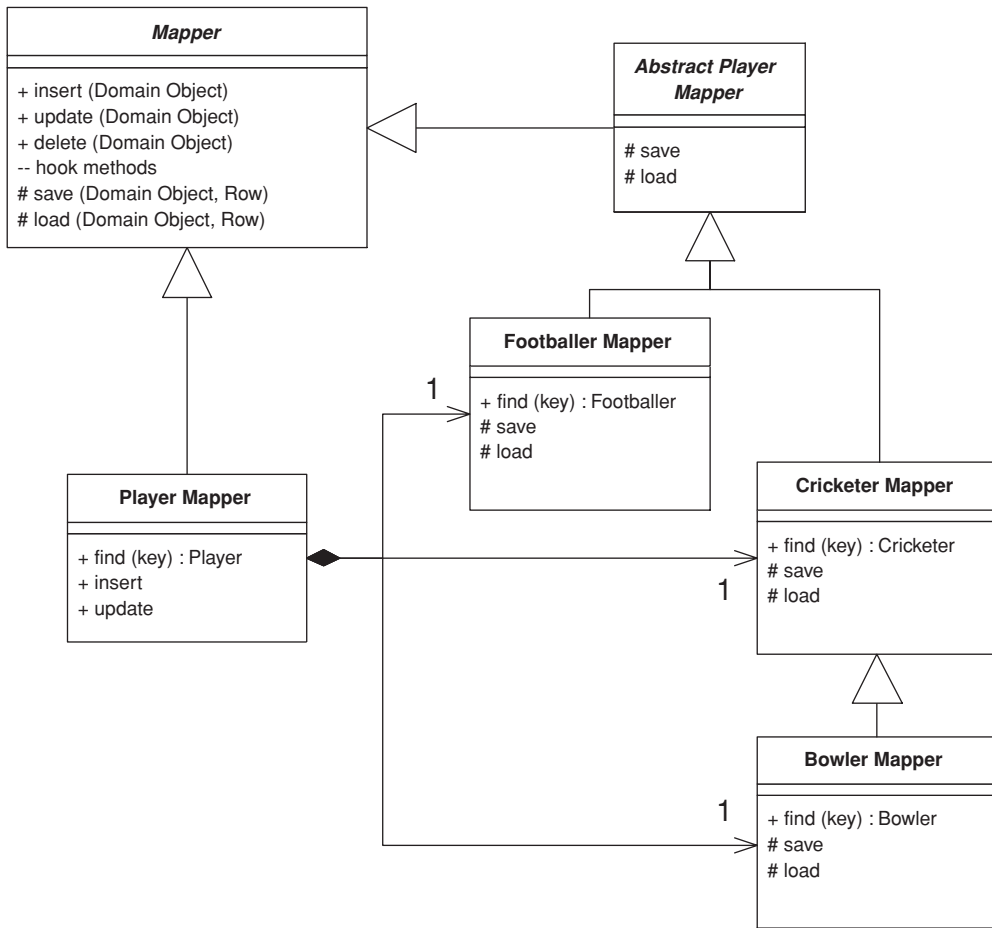 Mapper
+ insert (Domain Object)
+ update (Domain Object)
+ delete (Domain Object)
-- hook methods
# save (Domain Object, Row)
# load (Domain Object, Row)
Abstract Player
Mapper
# save
# load
Footballer Mapper
+ find (key) : Footballer
# save
# load
1
Player Mapper
+ find (key) : Player
+ insert
+ update
Cricketer Mapper
+ find (key) : Cricketer
# save
# load
1
Bowler Mapper
+ find (key) : Bowler
# save
# load
1